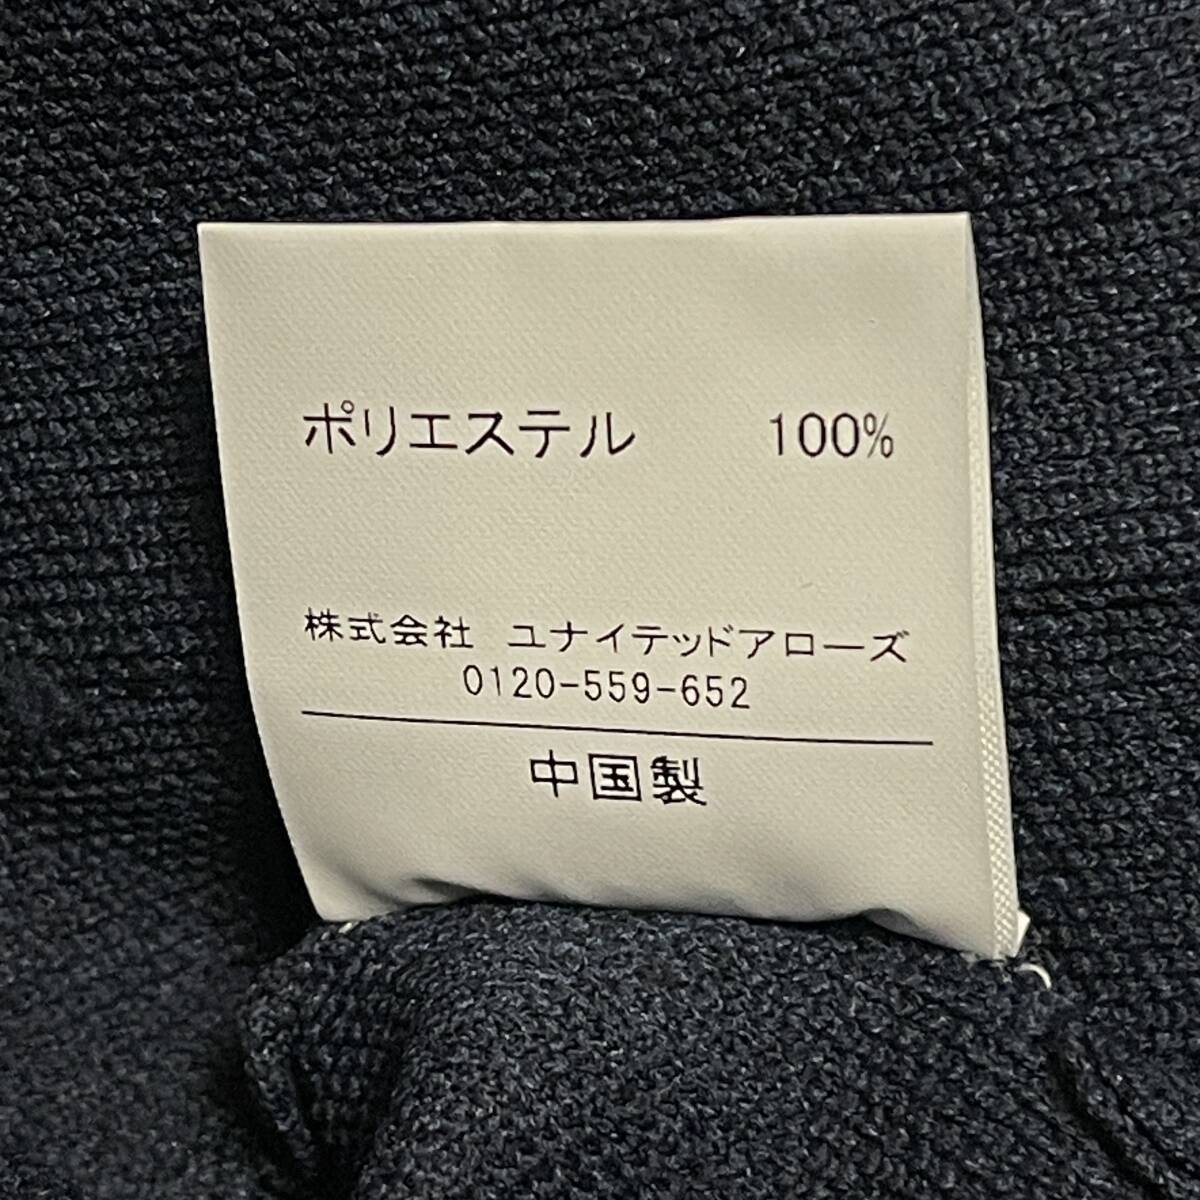 ポリエステル 100%
株式会社 ユナイテッドアローズ
0120-559-652
中国製